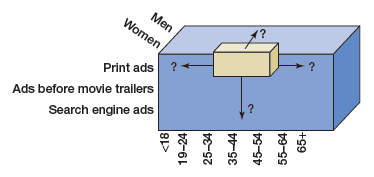 Men
Women
?
Print ads ? ?
Ads before movie trailers
Search engine ads ?
<18
19–24
25–34
35–44
45–54
55–64
65+